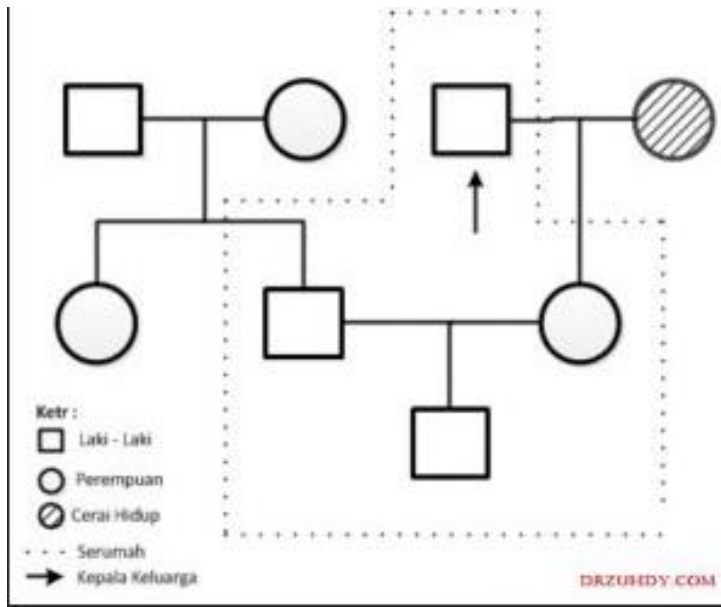 Ketr :
Laki - Laki
Perempuan
Cerai Hidup
Serumah
Kepala Keluarga
DRZUHDY.COM